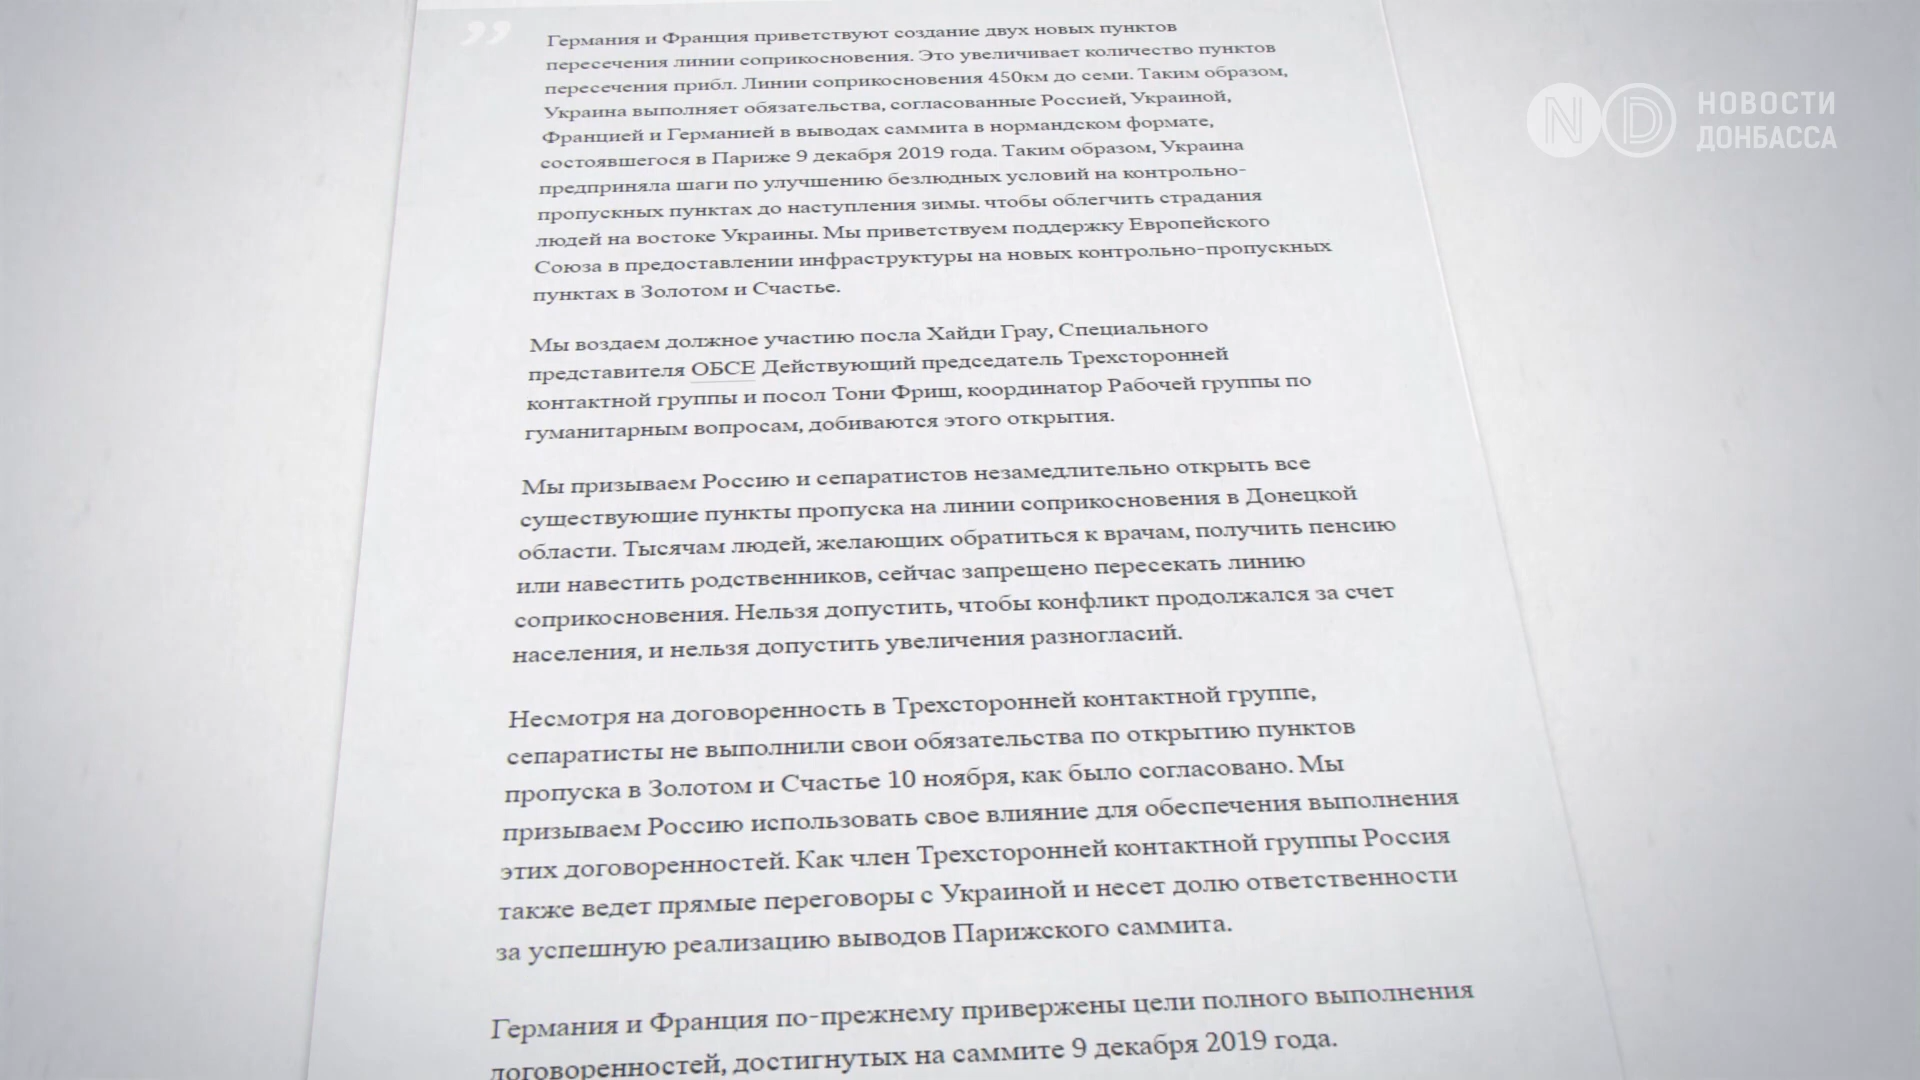 Германия и Франция приветствуют создание двух новых пунктов
пересечения линии соприкосновения. Это увеличивает количество пунктов
пересечения прибл. Линии соприкосновения 450км до семи. Таким образом,
Украина выполняет обязательства, согласованные Россией, Украиной,
Францией и Германией в выводах саммита в нормандском формате,
состоявшегося в Париже 9 декабря 2019 года. Таким образом, Украина
предприняла шаги по улучшению безлюдных условий на контрольно-
пропускных пунктах до наступления зимы. чтобы облегчить страдания
людей на востоке Украины. Мы приветствуем поддержку Европейского
Союза в предоставлении инфраструктуры на новых контрольно-пропускных
пунктах в Золотом и Счастье.
Мы воздаем должное участию посла Хайди Грау, Специального
представителя ОБСЕ Действующий председатель Трехсторонней
контактной группы и посол Тони Фриш, координатор Рабочей группы по
гуманитарным вопросам, добиваются этого открытия.
Мы призываем Россию и сепаратистов незамедлительно открыть все
существующие пункты пропуска на линии соприкосновения в Донецкой
области. Тысячам людей, желающих обратиться к врачам, получить пенсию
или навестить родственников, сейчас запрещено пересекать линию
соприкосновения. Нельзя допустить, чтобы конфликт продолжался за счет
населения, и нельзя допустить увеличения разногласий.
Несмотря на договоренность в Трехсторонней контактной группе,
сепаратисты не выполнили свои обязательства по открытию пунктов
пропуска в Золотом и Счастье 10 ноября, как было согласовано. Мы
призываем Россию использовать свое влияние для обеспечения выполнения
этих договоренностей. Как член Трехсторонней контактной группы Россия
также ведет прямые переговоры с Украиной и несет долю ответственности
за успешную реализацию выводов Парижского саммита.
Германия и Франция по-прежнему привержены цели полного выполнения
договоренностей, достигнутых на саммите 9 декабря 2019 года.
ND НОВОСТИ
ДОНБАССА